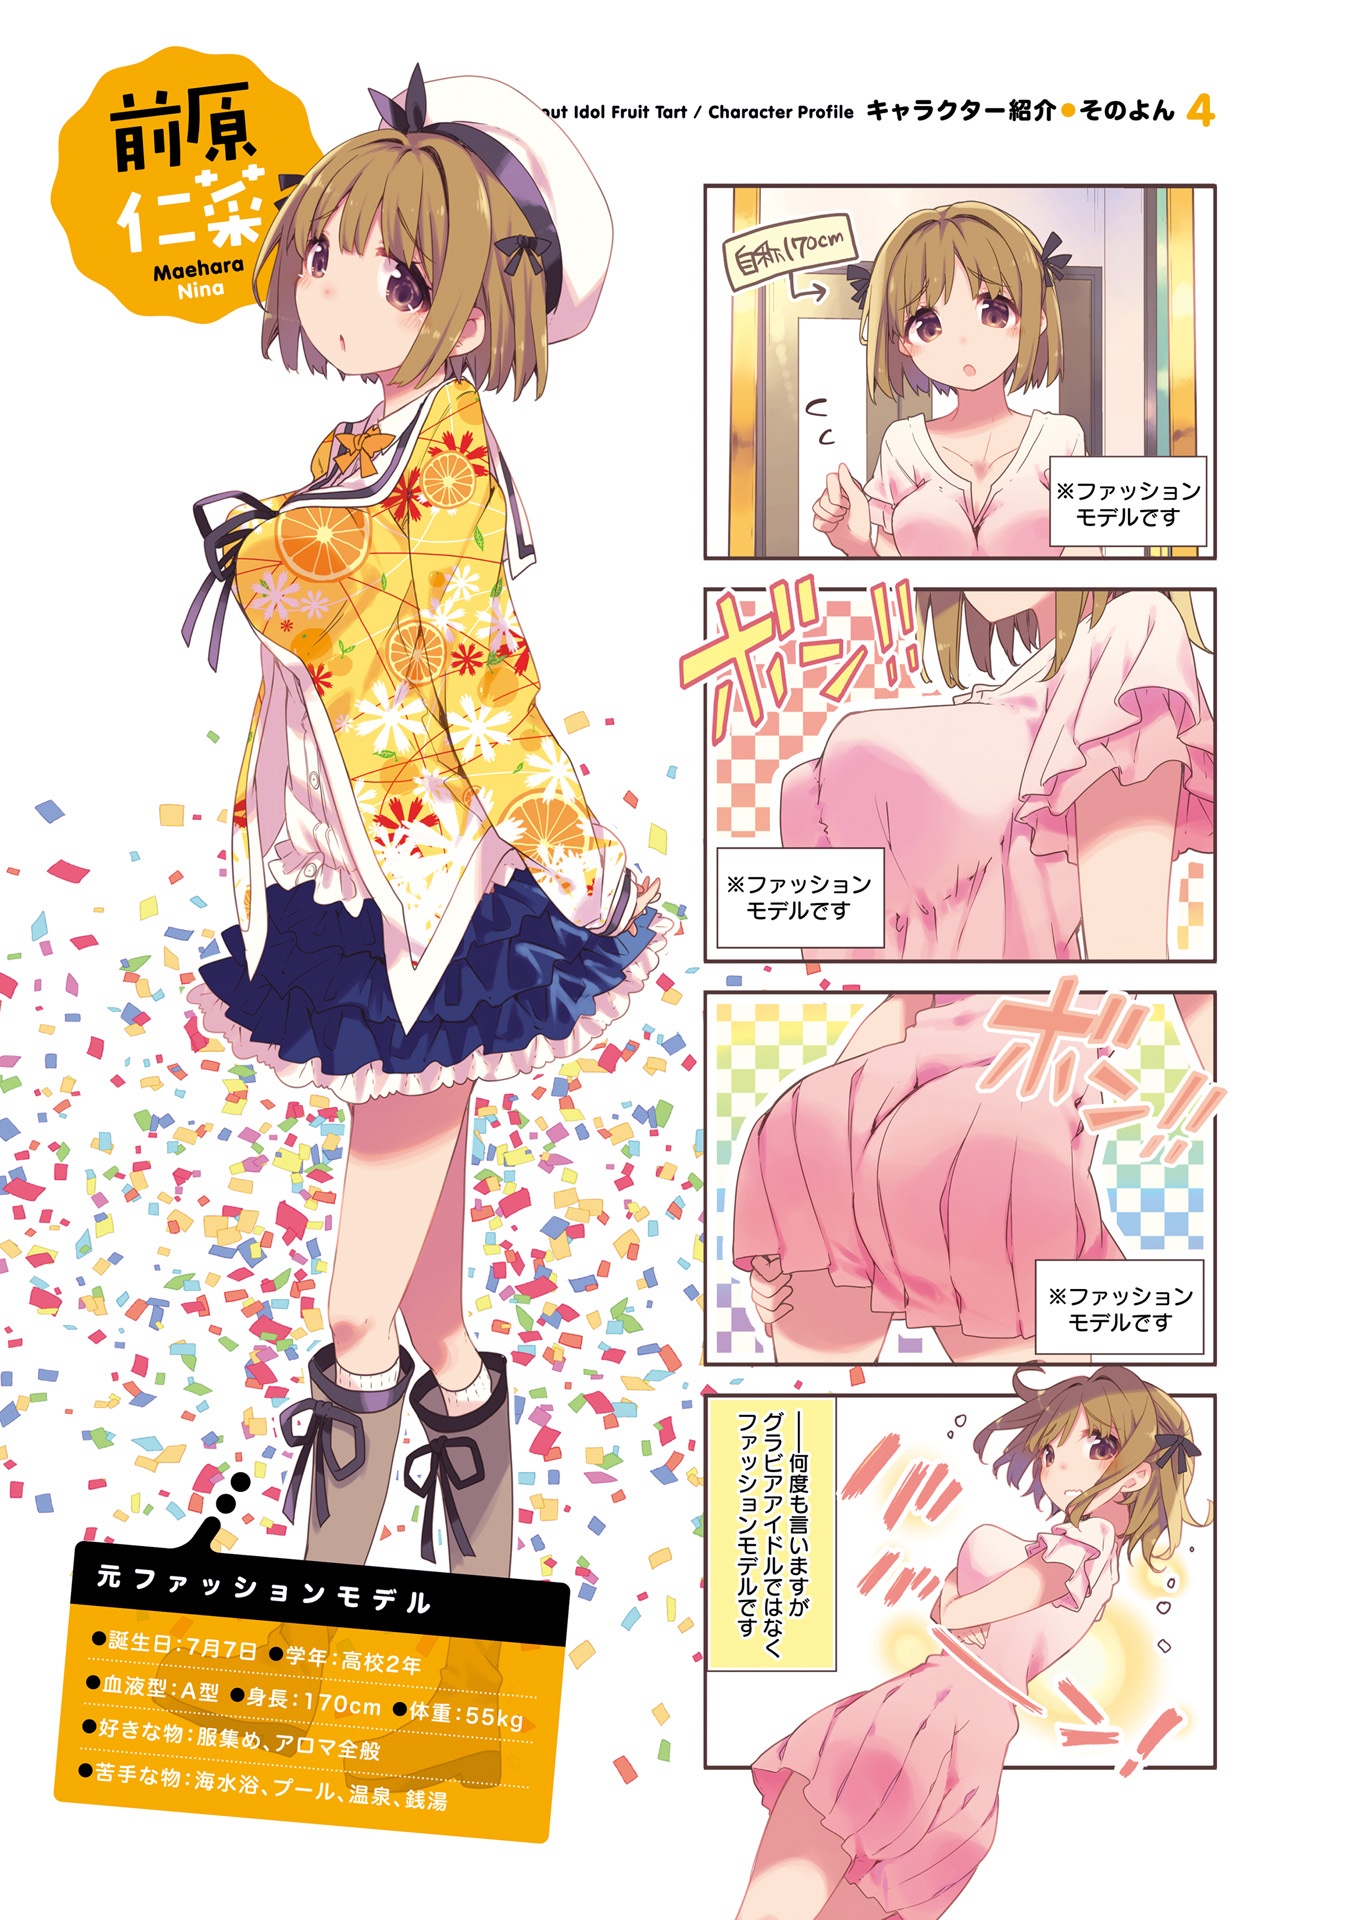 前原
仁菜
Maehara
Nina
out Idol Fruit Tart / Character Profile キャラクター紹介●そのよん 4
自称170cm
※ファッション
モデルです
ボン!!
※ファッション
モデルです
ボン!!
※ファッション
モデルです
――何度も言いますが
グラビアアイドルではなく
ファッションモデルです
元ファッションモデル
●誕生日:7月7日 ●学年:高校2年
●血液型:A型 ●身長:170cm ●体重:55kg
●好きな物:服集め、アロマ全般
●苦手な物:海水浴、プール、温泉、銭湯